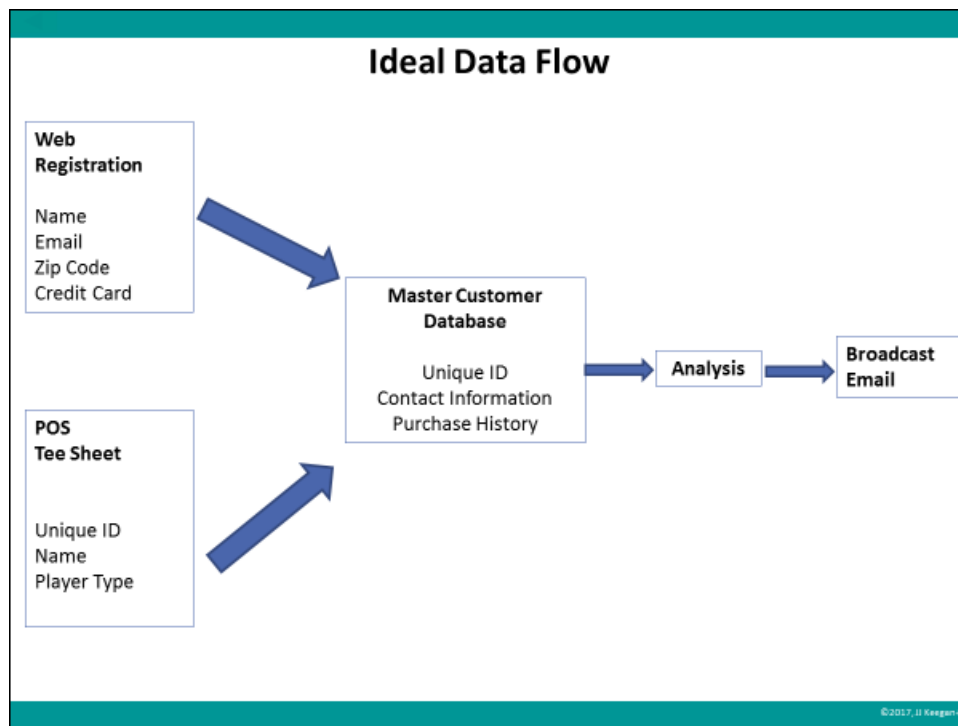 Ideal Data Flow
Web
Registration
Name
Email
Zip Code
Credit Card
POS
Tee Sheet
Unique ID
Name
Player Type
Master Customer
Database
Unique ID
Contact Information
Purchase History
Analysis
Broadcast
Email
©2017, JJ Keegan+